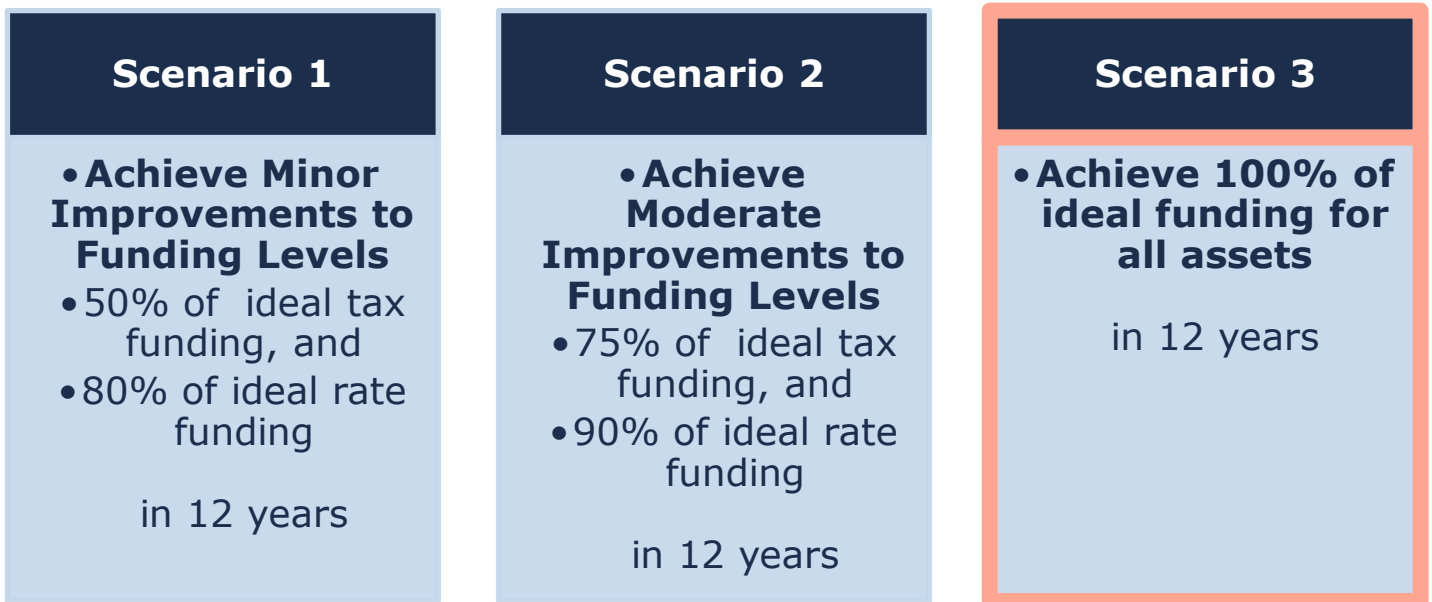 Scenario 1
•Achieve Minor
Improvements to
Funding Levels
•50% of ideal tax
funding, and
•80% of ideal rate
funding
in 12 years
Scenario 2
•Achieve
Moderate
Improvements to
Funding Levels
•75% of ideal tax
funding, and
•90% of ideal rate
funding
in 12 years
Scenario 3
•Achieve 100% of
ideal funding for
all assets
in 12 years